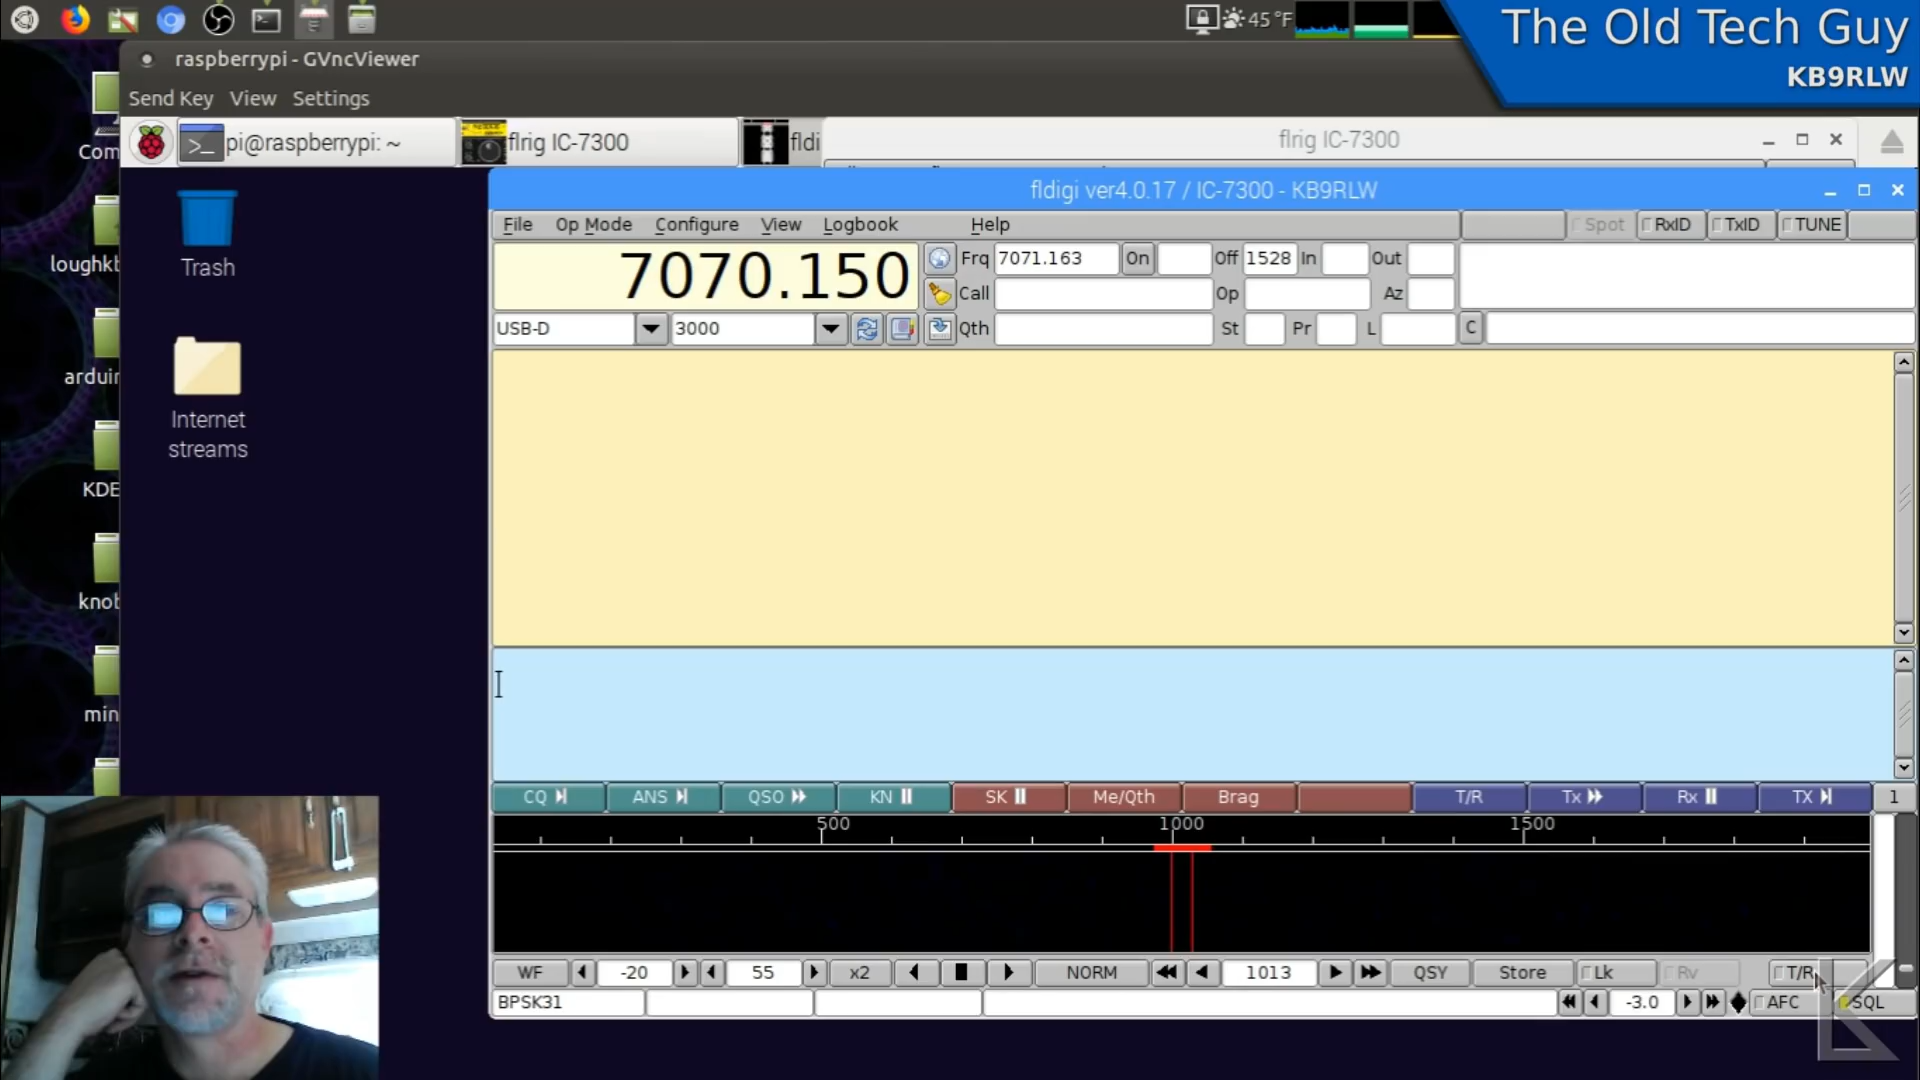 45 °F
The Old Tech Guy
KB9RLW
raspberrypi - GVncViewer
Send Key View Settings
pi@raspberrypi: ~
flrig IC-7300
fldi
flrig IC-7300
fldigi ver4.0.17 / IC-7300 - KB9RLW
File Op Mode Configure View Logbook Help
Spot RxID TxID TUNE
7070.150
Frq 7071.163 On Off 1528 In Out
Call Op Az
USB-D 3000 Qth St Pr L C
Com
loughkb
arduin
KDE
knob
min
Trash
Internet
streams
CQ ANS QSO KN SK Me/Qth Brag T/R Tx Rx TX 1
500 1000 1500
WF -20 55 x2 NORM 1013 QSY Store Lk Rv T/R
BPSK31 -3.0 AFC SQL